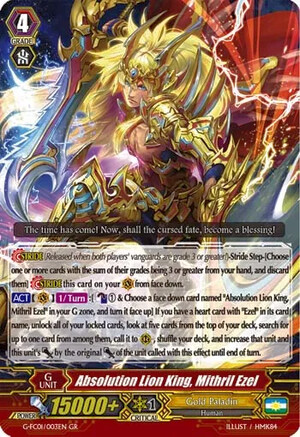 4
GRADE
The time has come! Now, shall the cursed fate, become a blessing!
STRIDE (Released when both players' vanguards are grade 3 or greater!)-Stride Step-[Choose
one or more cards with the sum of their grades being 3 or greater from your hand, and discard
them] STRIDE this card on your from face down.
ACT 1/Turn : & Choose a face down card named "Absolution Lion King,
Mithril Ezel" in your G zone, and turn it face up] If you have a heart card with "Ezel" in its card
name, unlock all of your locked cards, look at five cards from the top of your deck, search for
up to one card from among them, call it to , shuffle your deck, and increase that unit and
this unit's by the original of the unit called with this effect until end of turn.
G
UNIT
Absolution Lion King, Mithril Ezel
POWER
15000+
1
CRITICAL
Gold Paladin
Human
G-FC01/003EN GR
ILLUST / HMK84